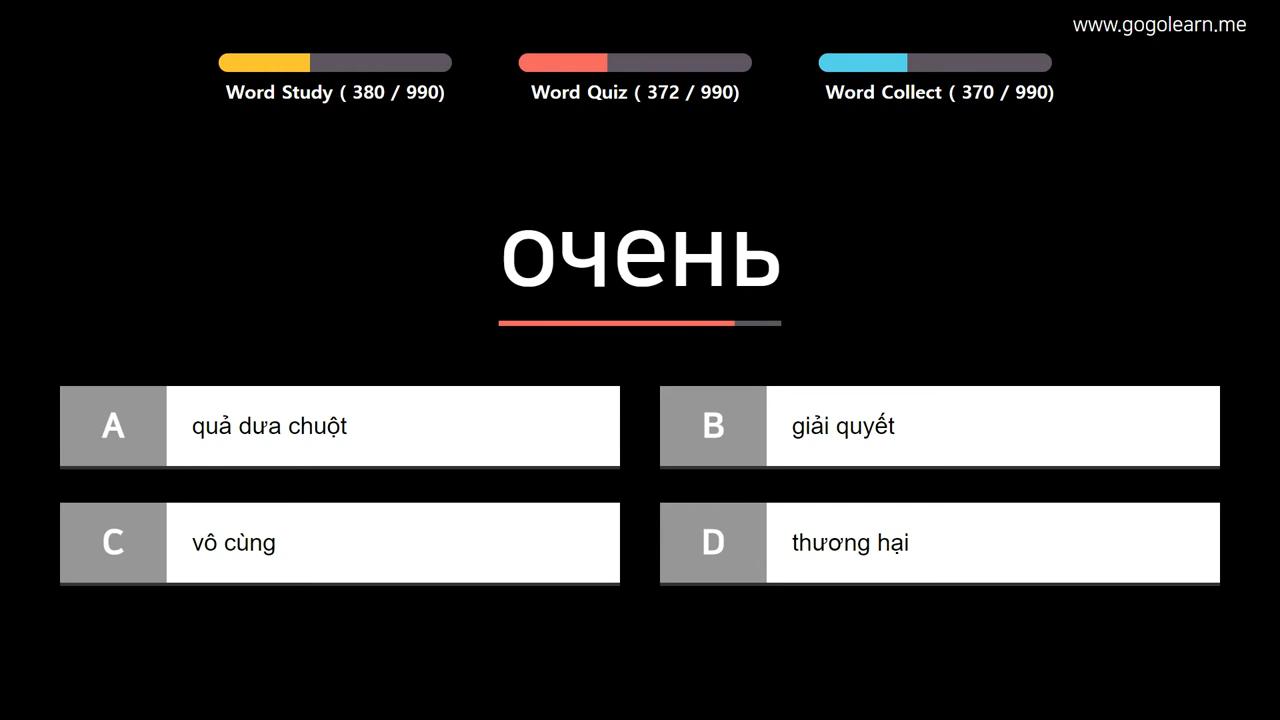 www.gogolearn.me
Word Study ( 380 / 990)
Word Quiz ( 372 / 990)
Word Collect ( 370 / 990)
очень
A quả dưa chuột
B giải quyết
C vô cùng
D thương hại